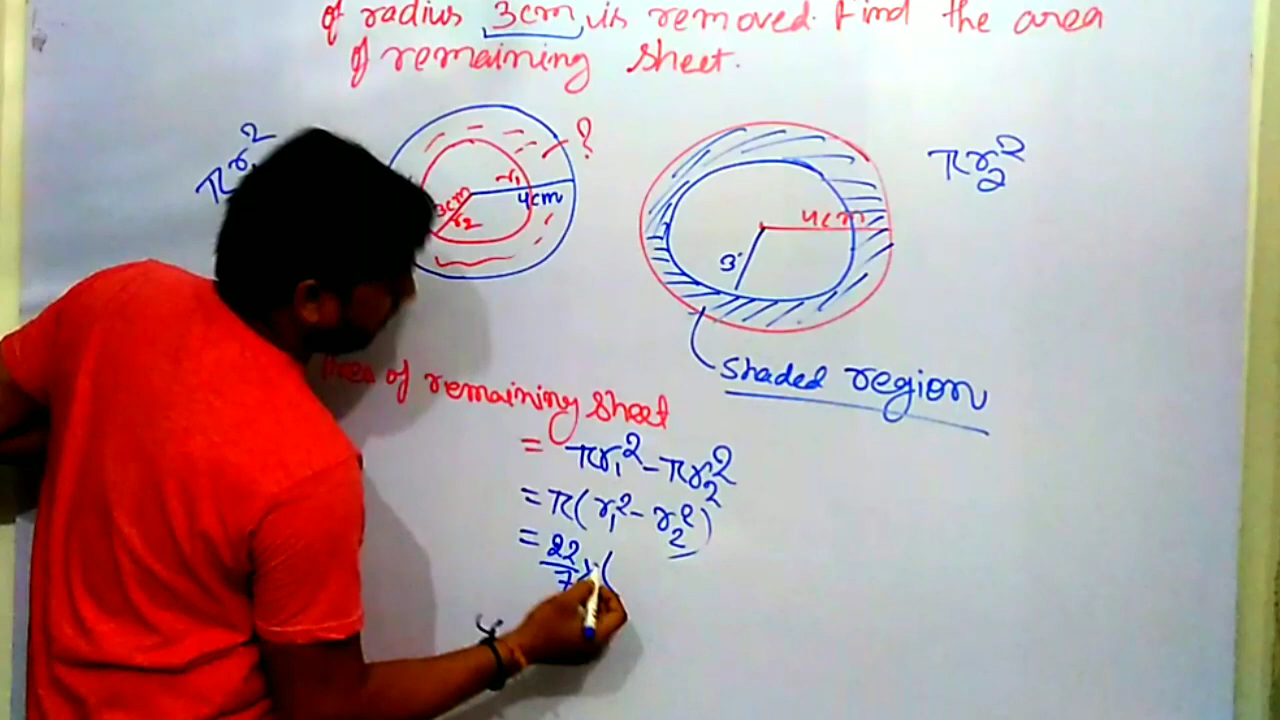 of radius 3cm, is removed. Find the area
of remaining sheet.
πr₁²
?
r₁
4cm
3cm
r₂
4cm
3
πr₂²
shaded region
Area of remaining sheet
= πr₁² - πr₂²
= π(r₁² - r₂²)
= 22/7 × (